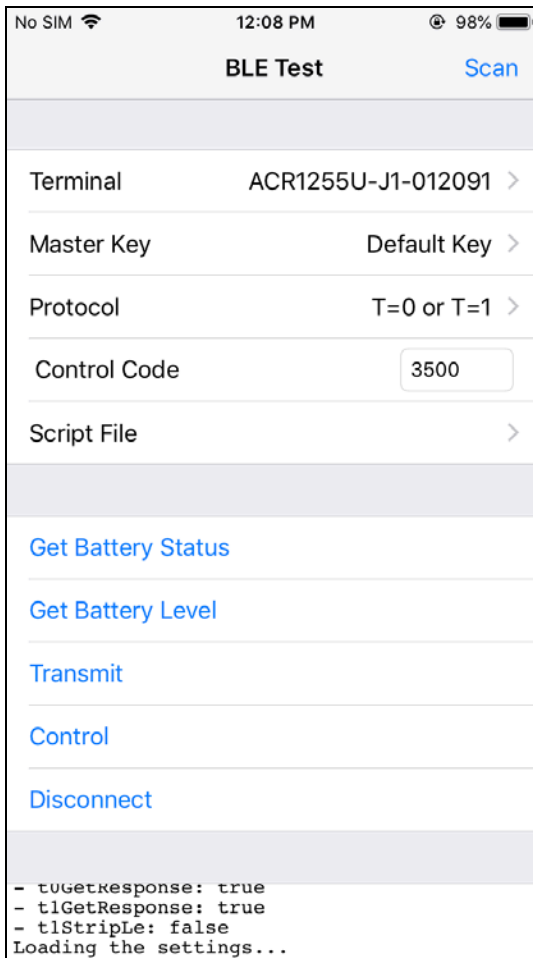 No SIM 12:08 PM 98%
BLE Test Scan
Terminal ACR1255U-J1-012091
Master Key Default Key
Protocol T=0 or T=1
Control Code 3500
Script File
Get Battery Status
Get Battery Level
Transmit
Control
Disconnect
- t0GetResponse: true
- t1GetResponse: true
- t1StripLe: false
Loading the settings...